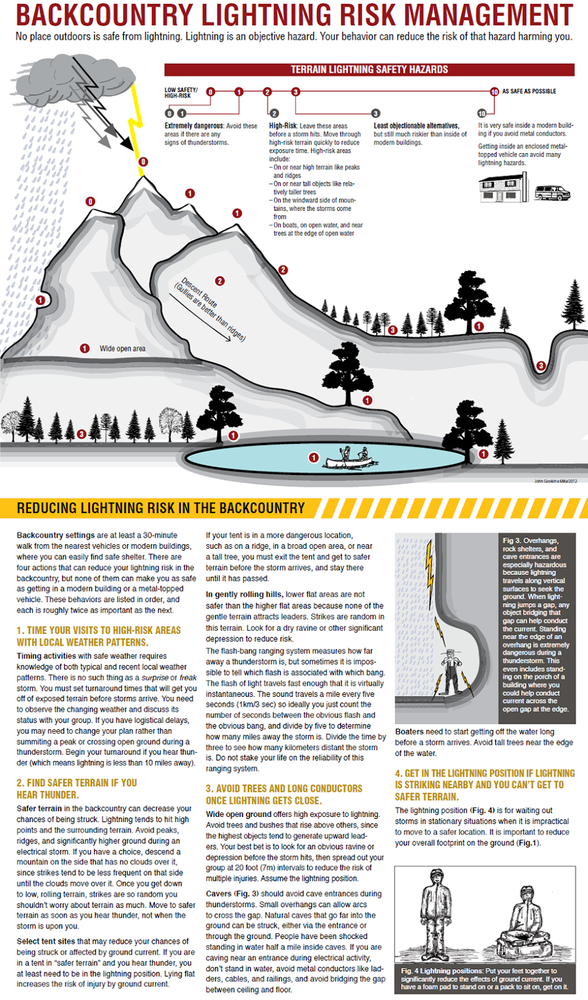 BACKCOUNTRY LIGHTNING RISK MANAGEMENT
No place outdoors is safe from lightning. Lightning is an objective hazard. Your behavior can reduce the risk of that hazard harming you.
TERRAIN LIGHTNING SAFETY HAZARDS
LOW SAFETY/
HIGH-RISK
0 1 2 3 10 AS SAFE AS POSSIBLE
0 1
Extremely dangerous: Avoid these
areas if there are any
signs of thunderstorms.
2
High-Risk: Leave these areas
before a storm hits. Move through
high-risk terrain quickly to reduce
exposure time. High-risk areas
include:
– On or near high terrain like peaks
and ridges
– On or near tall objects like rela-
tively taller trees
– On the windward side of moun-
tains, where the storms come
from
– On boats, on open water, and near
trees at the edge of open water
3
Least objectionable alternatives,
but still much riskier than inside of
modern buildings.
10
It is very safe inside a modern build-
ing if you avoid metal conductors.
Getting inside an enclosed metal-
topped vehicle can avoid many
lightning hazards.
0
1
0
1
2
2
Descent Route
(Gullies are better than ridges)
1
3
1
1 Wide open area
3
1
3
1
1
1
John Gookin v.6Mar2012
REDUCING LIGHTNING RISK IN THE BACKCOUNTRY
Backcountry settings are at least a 30-minute
walk from the nearest vehicles or modern buildings,
where you can easily find safe shelter. There are
four actions that can reduce your lightning risk in the
backcountry, but none of them can make you as safe
as getting in a modern building or a metal-topped
vehicle. These behaviors are listed in order, and
each is roughly twice as important as the next.
1. TIME YOUR VISITS TO HIGH-RISK AREAS
WITH LOCAL WEATHER PATTERNS.
Timing activities with safe weather requires
knowledge of both typical and recent local weather
patterns. There is no such thing as a surprise or freak
storm. You must set turnaround times that will get you
off of exposed terrain before storms arrive. You need
to observe the changing weather and discuss its
status with your group. If you have logistical delays,
you may need to change your plan rather than
summiting a peak or crossing open ground during a
thunderstorm. Begin your turnaround if you hear thun-
der (which means lightning is less than 10 miles away).
2. FIND SAFER TERRAIN IF YOU
HEAR THUNDER.
Safer terrain in the backcountry can decrease your
chances of being struck. Lightning tends to hit high
points and the surrounding terrain. Avoid peaks,
ridges, and significantly higher ground during an
electrical storm. If you have a choice, descend a
mountain on the side that has no clouds over it,
since strikes tend to be less frequent on that side
until the clouds move over it. Once you get down
to low, rolling terrain, strikes are so random you
shouldn't worry about terrain as much. Move to safer
terrain as soon as you hear thunder, not when the
storm is upon you.
Select tent sites that may reduce your chances of
being struck or affected by ground current. If you are
in a tent in “safer terrain” and you hear thunder, you
at least need to be in the lightning position. Lying flat
increases the risk of injury by ground current.
If your tent is in a more dangerous location,
such as on a ridge, in a broad open area, or near
a tall tree, you must exit the tent and get to safer
terrain before the storm arrives, and stay there
until it has passed.
In gently rolling hills, lower flat areas are not
safer than the higher flat areas because none of the
gentle terrain attracts leaders. Strikes are random in
this terrain. Look for a dry ravine or other significant
depression to reduce risk.
The flash-bang ranging system measures how far
away a thunderstorm is, but sometimes it is impos-
sible to tell which flash is associated with which bang.
The flash of light travels fast enough that it is virtually
instantaneous. The sound travels a mile every five
seconds (1km/3 sec) so ideally you just count the
number of seconds between the obvious flash and
the obvious bang, and divide by five to determine
how many miles away the storm is. Divide the time by
three to see how many kilometers distant the storm
is. Do not stake your life on the reliability of this
ranging system.
3. AVOID TREES AND LONG CONDUCTORS
ONCE LIGHTNING GETS CLOSE.
Wide open ground offers high exposure to lightning.
Avoid trees and bushes that rise above others, since
the highest objects tend to generate upward lead-
ers. Your best bet is to look for an obvious ravine or
depression before the storm hits, then spread out your
group at 20 foot (7m) intervals to reduce the risk of
multiple injuries. Assume the lightning position.
Cavers (Fig. 3) should avoid cave entrances during
thunderstorms. Small overhangs can allow arcs
to cross the gap. Natural caves that go far into the
ground can be struck, either via the entrance or
through the ground. People have been shocked
standing in water half a mile inside caves. If you are
caving near an entrance during electrical activity,
don't stand in water, avoid metal conductors like lad-
ders, cables, and railings, and avoid bridging the gap
between ceiling and floor.
Fig 3. Overhangs,
rock shelters, and
cave entrances are
especially hazardous
because lightning
travels along vertical
surfaces to seek the
ground. When light-
ning jumps a gap, any
object bridging that
gap can help conduct
the current. Standing
near the edge of an
overhang is extremely
dangerous during a
thunderstorm. This
even includes stand-
ing on the porch of a
building where you
could help conduct
current across the
open gap at the edge.
Boaters need to start getting off the water long
before a storm arrives. Avoid tall trees near the edge
of the water.
4. GET IN THE LIGHTNING POSITION IF LIGHTNING
IS STRIKING NEARBY AND YOU CAN'T GET TO
SAFER TERRAIN.
The lightning position (Fig. 4) is for waiting out
storms in stationary situations when it is impractical
to move to a safer location. It is important to reduce
your overall footprint on the ground (Fig.1).
Fig. 4 Lightning positions: Put your feet together to
significantly reduce the effects of ground current. If you
have a foam pad to stand on or a pack to sit on, get on it.